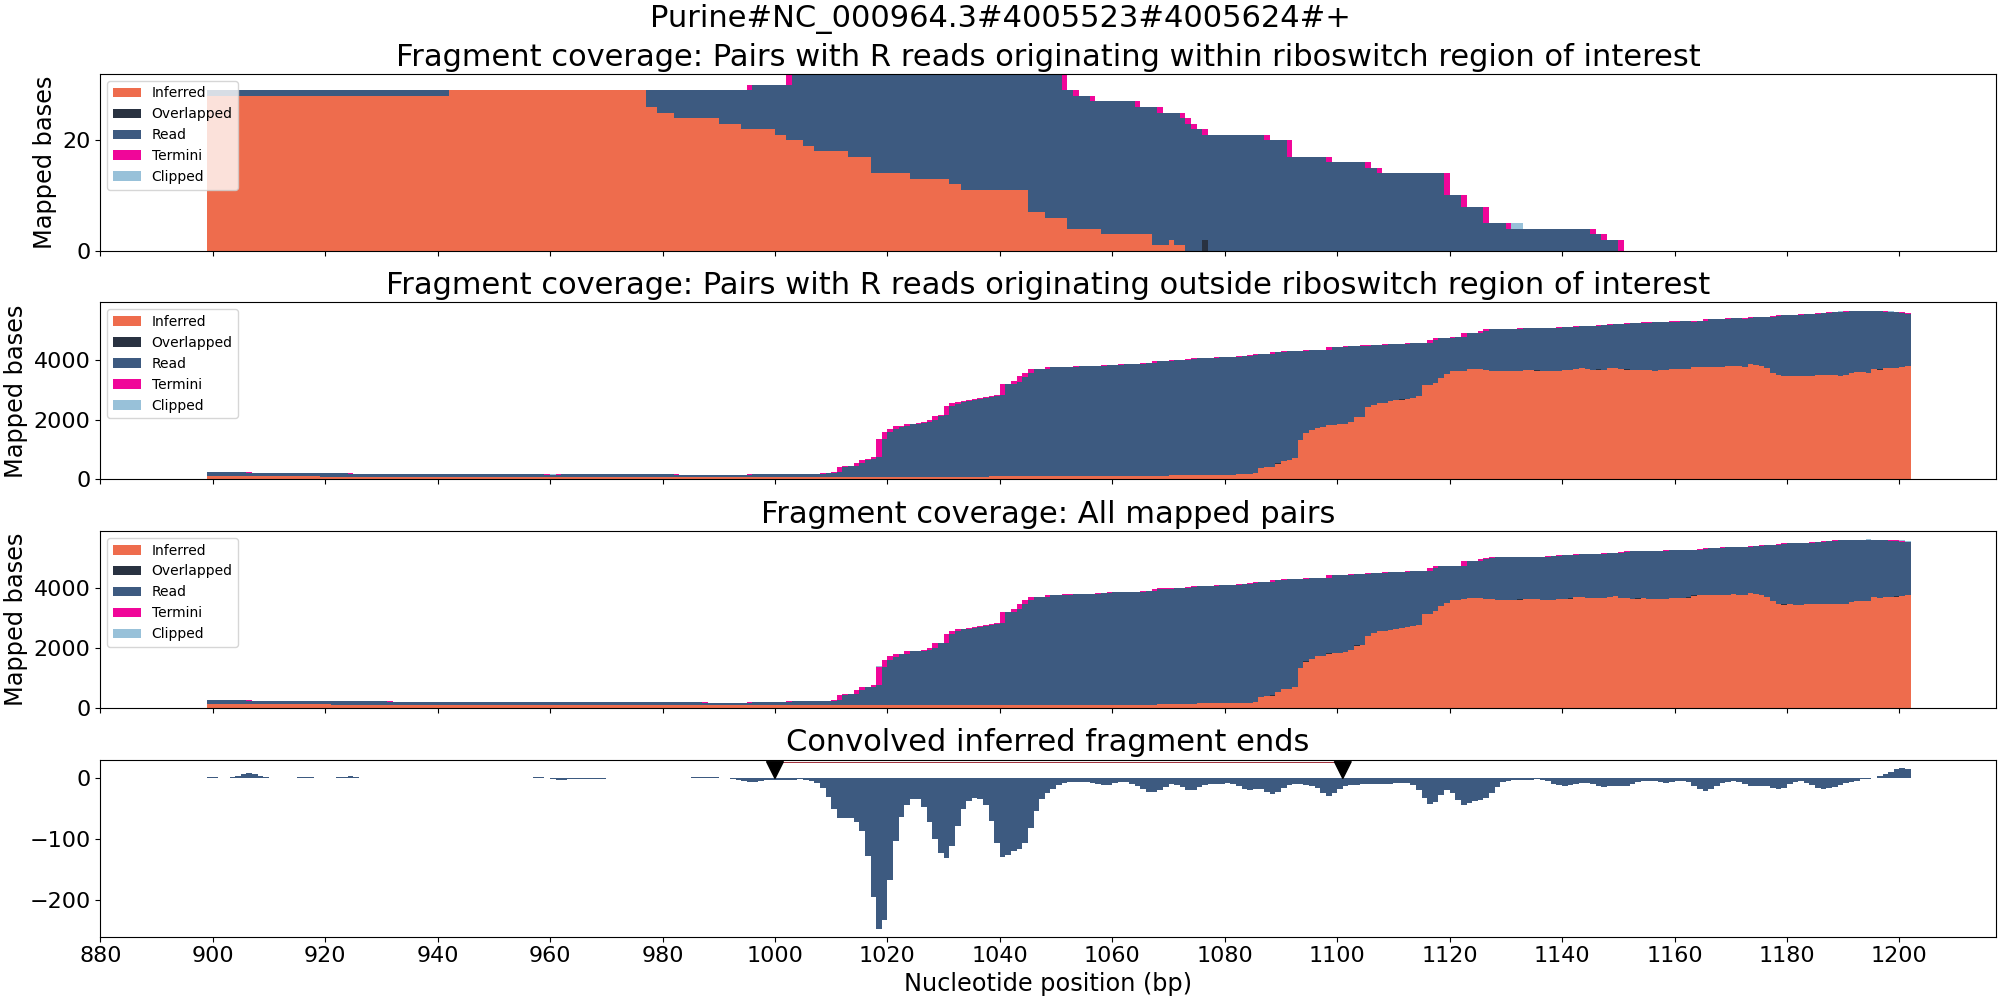 Purine#NC_000964.3#4005523#4005624#+
Fragment coverage: Pairs with R reads originating within riboswitch region of interest
Mapped bases
20
0
Inferred
Overlapped
Read
Termini
Clipped
Fragment coverage: Pairs with R reads originating outside riboswitch region of interest
Mapped bases
4000
2000
0
Inferred
Overlapped
Read
Termini
Clipped
Fragment coverage: All mapped pairs
Mapped bases
4000
2000
0
Inferred
Overlapped
Read
Termini
Clipped
Convolved inferred fragment ends
0
−100
−200
880 900 920 940 960 980 1000 1020 1040 1060 1080 1100 1120 1140 1160 1180 1200
Nucleotide position (bp)